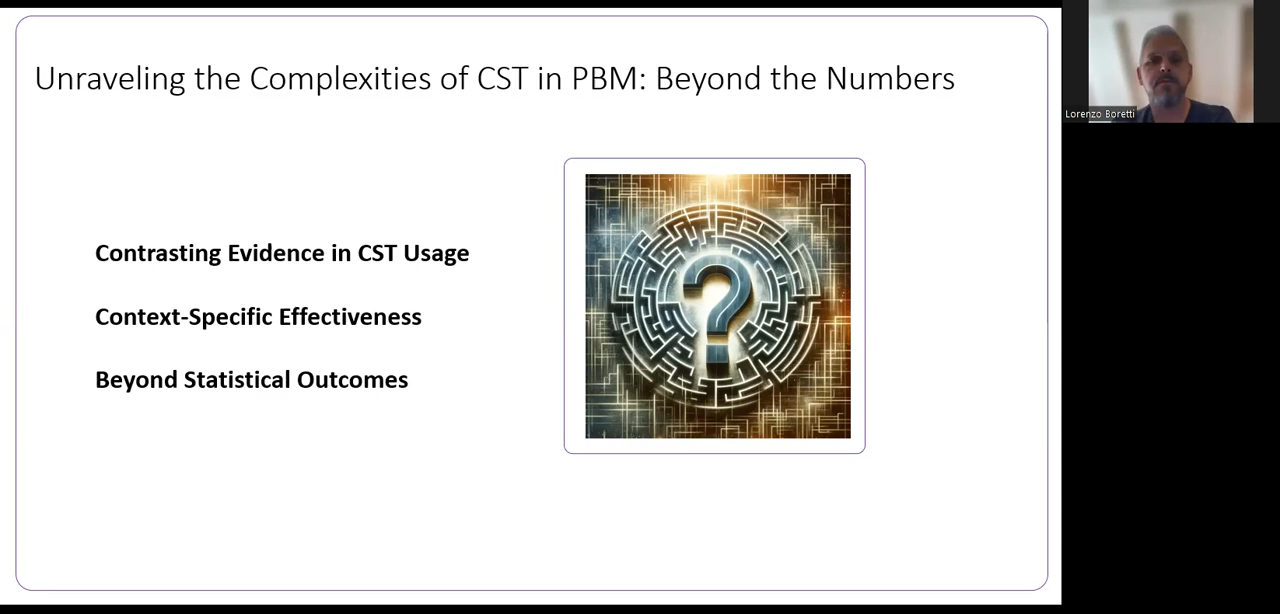 Unraveling the Complexities of CST in PBM: Beyond the Numbers
Lorenzo Boretti
Contrasting Evidence in CST Usage
Context-Specific Effectiveness
Beyond Statistical Outcomes